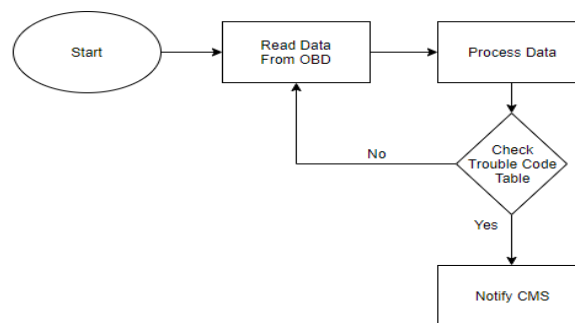 Start
Read Data
From OBD
Process Data
Check
Trouble Code
Table
No
Yes
Notify CMS